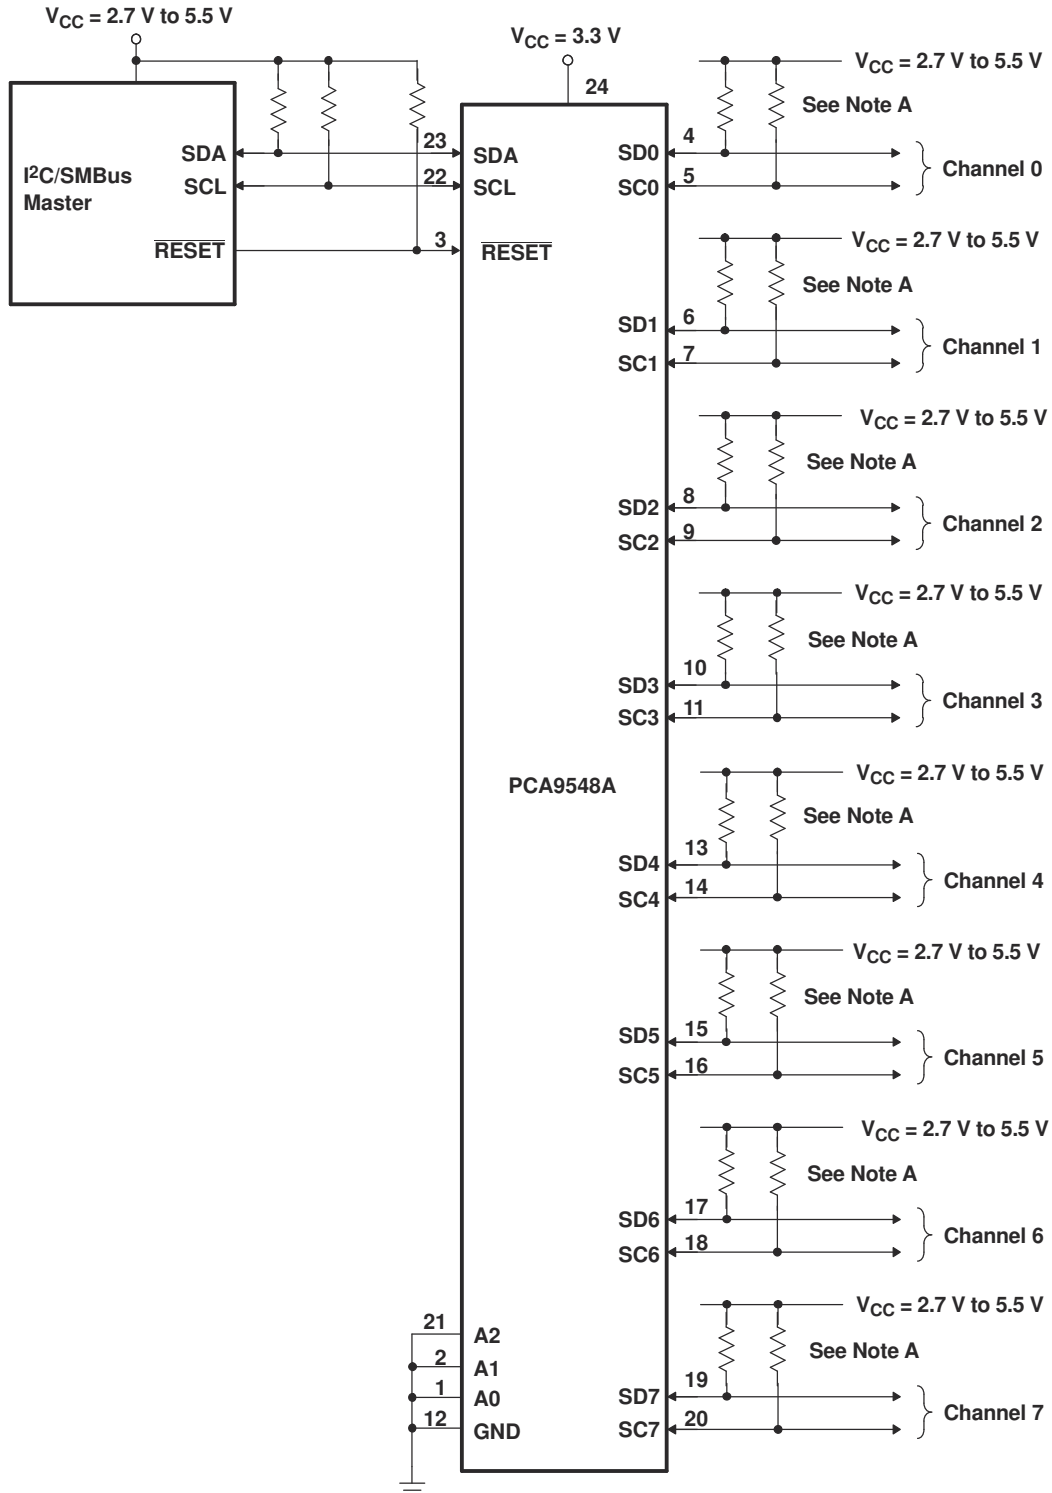 VCC = 2.7 V to 5.5 V
VCC = 3.3 V
24
I²C/SMBus
Master
SDA
SCL
RESET
23
22
3
SDA
SCL
RESET
PCA9548A
SD0
SC0
4
5
VCC = 2.7 V to 5.5 V
See Note A
Channel 0
SD1
SC1
6
7
VCC = 2.7 V to 5.5 V
See Note A
Channel 1
SD2
SC2
8
9
VCC = 2.7 V to 5.5 V
See Note A
Channel 2
SD3
SC3
10
11
VCC = 2.7 V to 5.5 V
See Note A
Channel 3
SD4
SC4
13
14
VCC = 2.7 V to 5.5 V
See Note A
Channel 4
SD5
SC5
15
16
VCC = 2.7 V to 5.5 V
See Note A
Channel 5
SD6
SC6
17
18
VCC = 2.7 V to 5.5 V
See Note A
Channel 6
SD7
SC7
19
20
VCC = 2.7 V to 5.5 V
See Note A
Channel 7
21
2
1
12
A2
A1
A0
GND